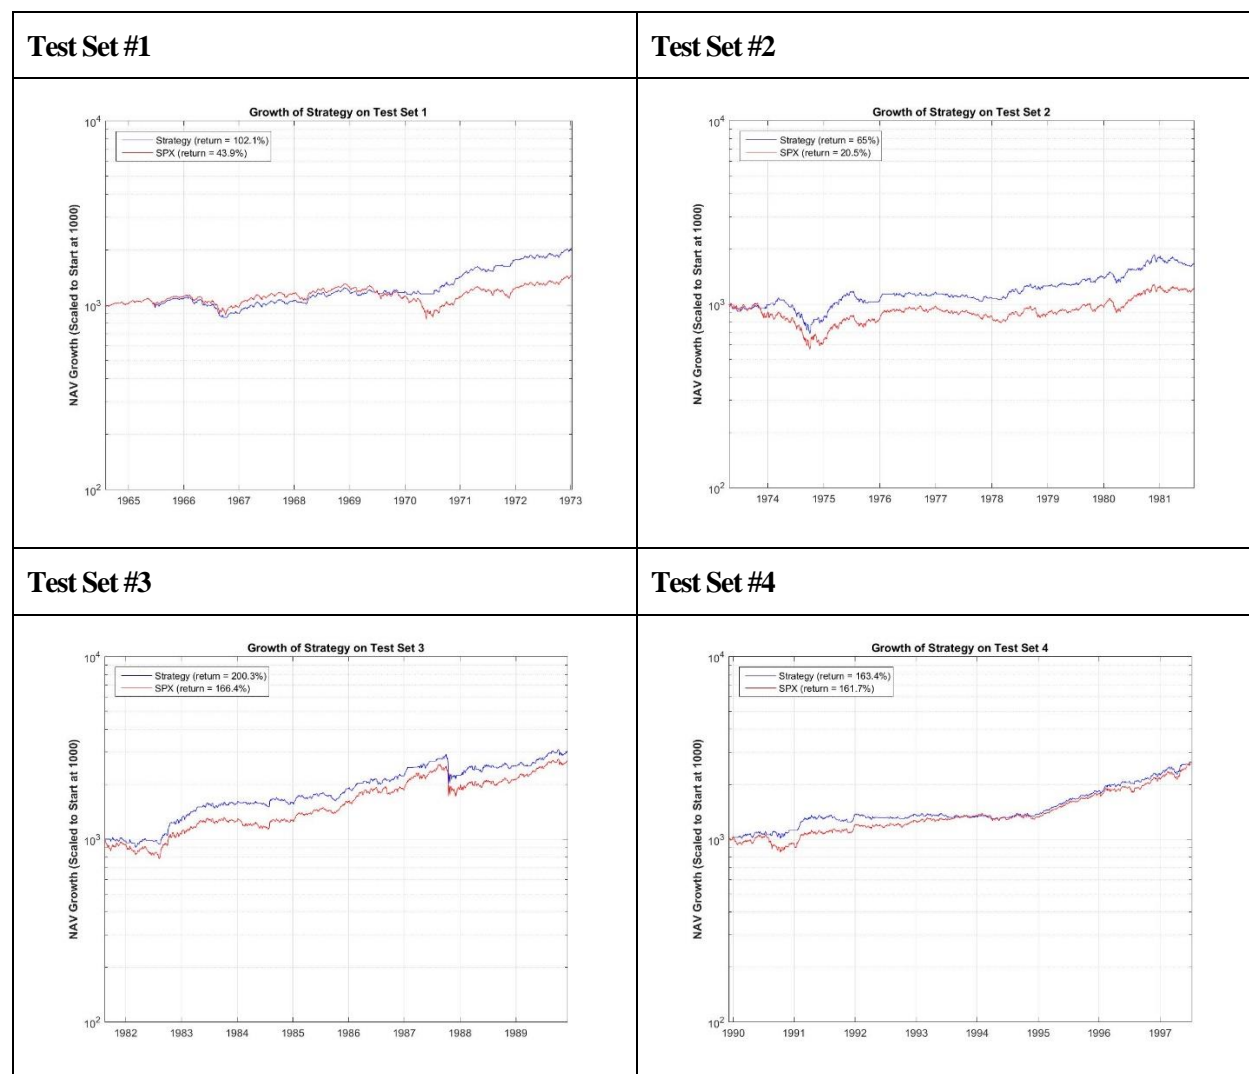 Test Set #1
Test Set #2
Growth of Strategy on Test Set 1
Strategy (return = 102.1%)
SPX (return = 43.9%)
NAV Growth (Scaled to Start at 1000)
10^4
10^3
10^2
1965 1966 1967 1968 1969 1970 1971 1972 1973
Growth of Strategy on Test Set 2
Strategy (return = 65%)
SPX (return = 20.5%)
NAV Growth (Scaled to Start at 1000)
10^4
10^3
10^2
1974 1975 1976 1977 1978 1979 1980 1981
Test Set #3
Test Set #4
Growth of Strategy on Test Set 3
Strategy (return = 200.3%)
SPX (return = 166.4%)
NAV Growth (Scaled to Start at 1000)
10^4
10^3
10^2
1982 1983 1984 1985 1986 1987 1988 1989
Growth of Strategy on Test Set 4
Strategy (return = 163.4%)
SPX (return = 161.7%)
NAV Growth (Scaled to Start at 1000)
10^4
10^3
10^2
1990 1991 1992 1993 1994 1995 1996 1997